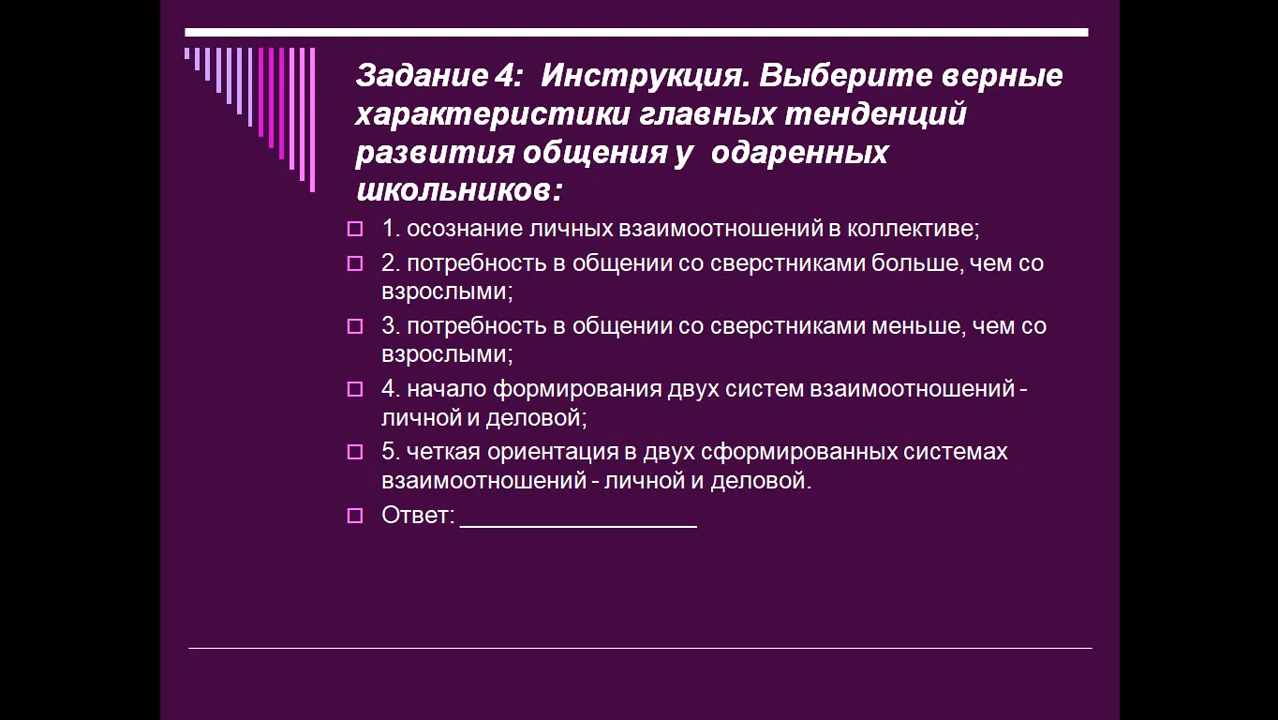 Задание 4:  Инструкция. Выберите верные
характеристики главных тенденций
развития общения у  одаренных
школьников:
1. осознание личных взаимоотношений в коллективе;
2. потребность в общении со сверстниками больше, чем со
взрослыми;
3. потребность в общении со сверстниками меньше, чем со
взрослыми;
4. начало формирования двух систем взаимоотношений -
личной и деловой;
5. четкая ориентация в двух сформированных системах
взаимоотношений - личной и деловой.
Ответ: _________________